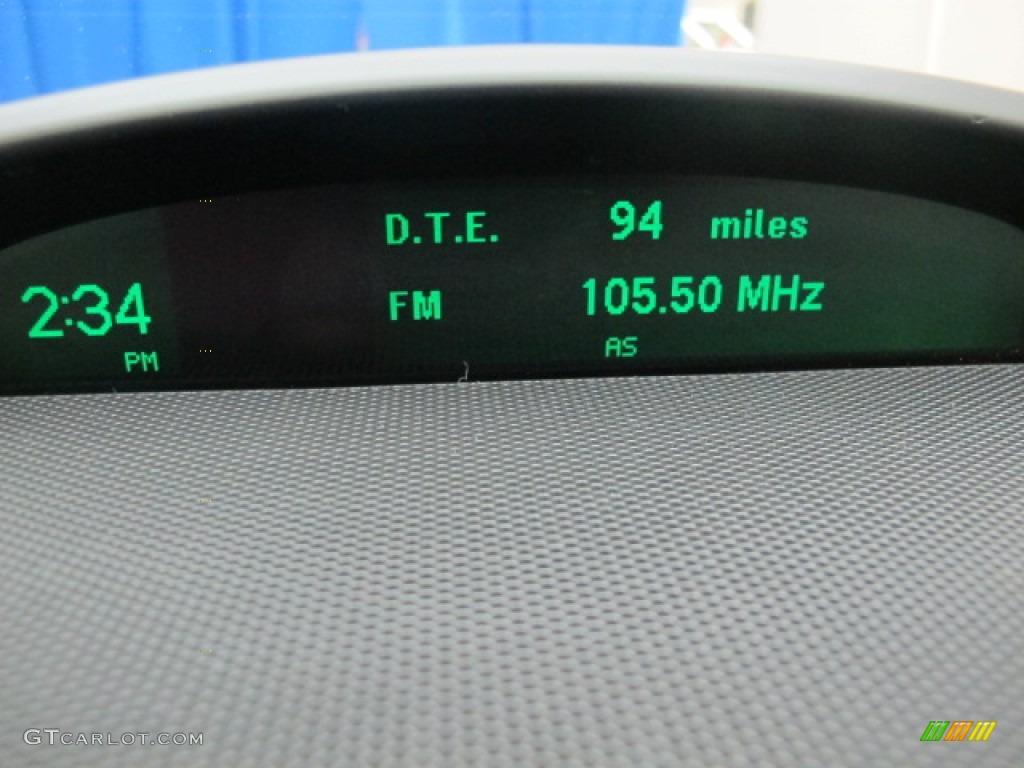 D.T.E. 94 miles
2:34 PM
FM 105.50 MHz
AS
GTCARLOT.COM